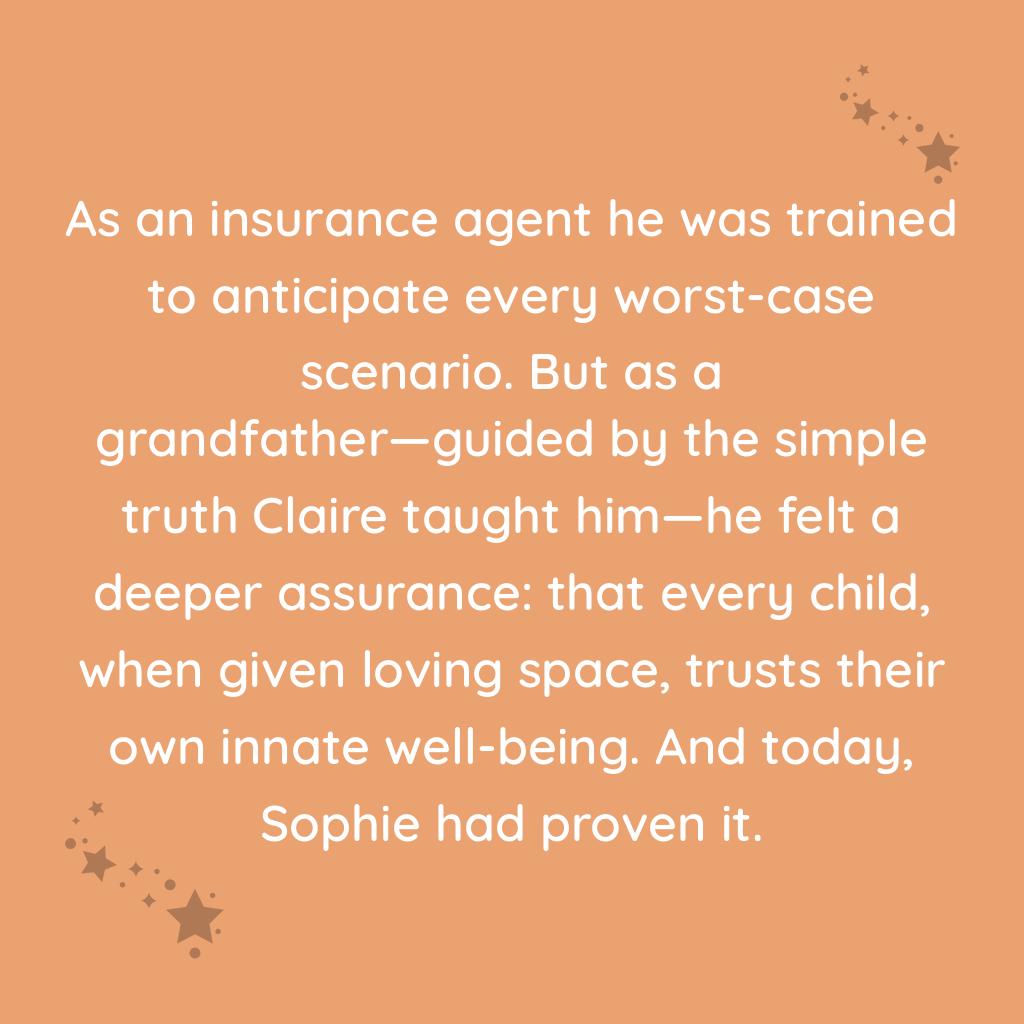 As an insurance agent he was trained
to anticipate every worst-case
scenario. But as a
grandfather—guided by the simple
truth Claire taught him—he felt a
deeper assurance: that every child,
when given loving space, trusts their
own innate well-being. And today,
Sophie had proven it.